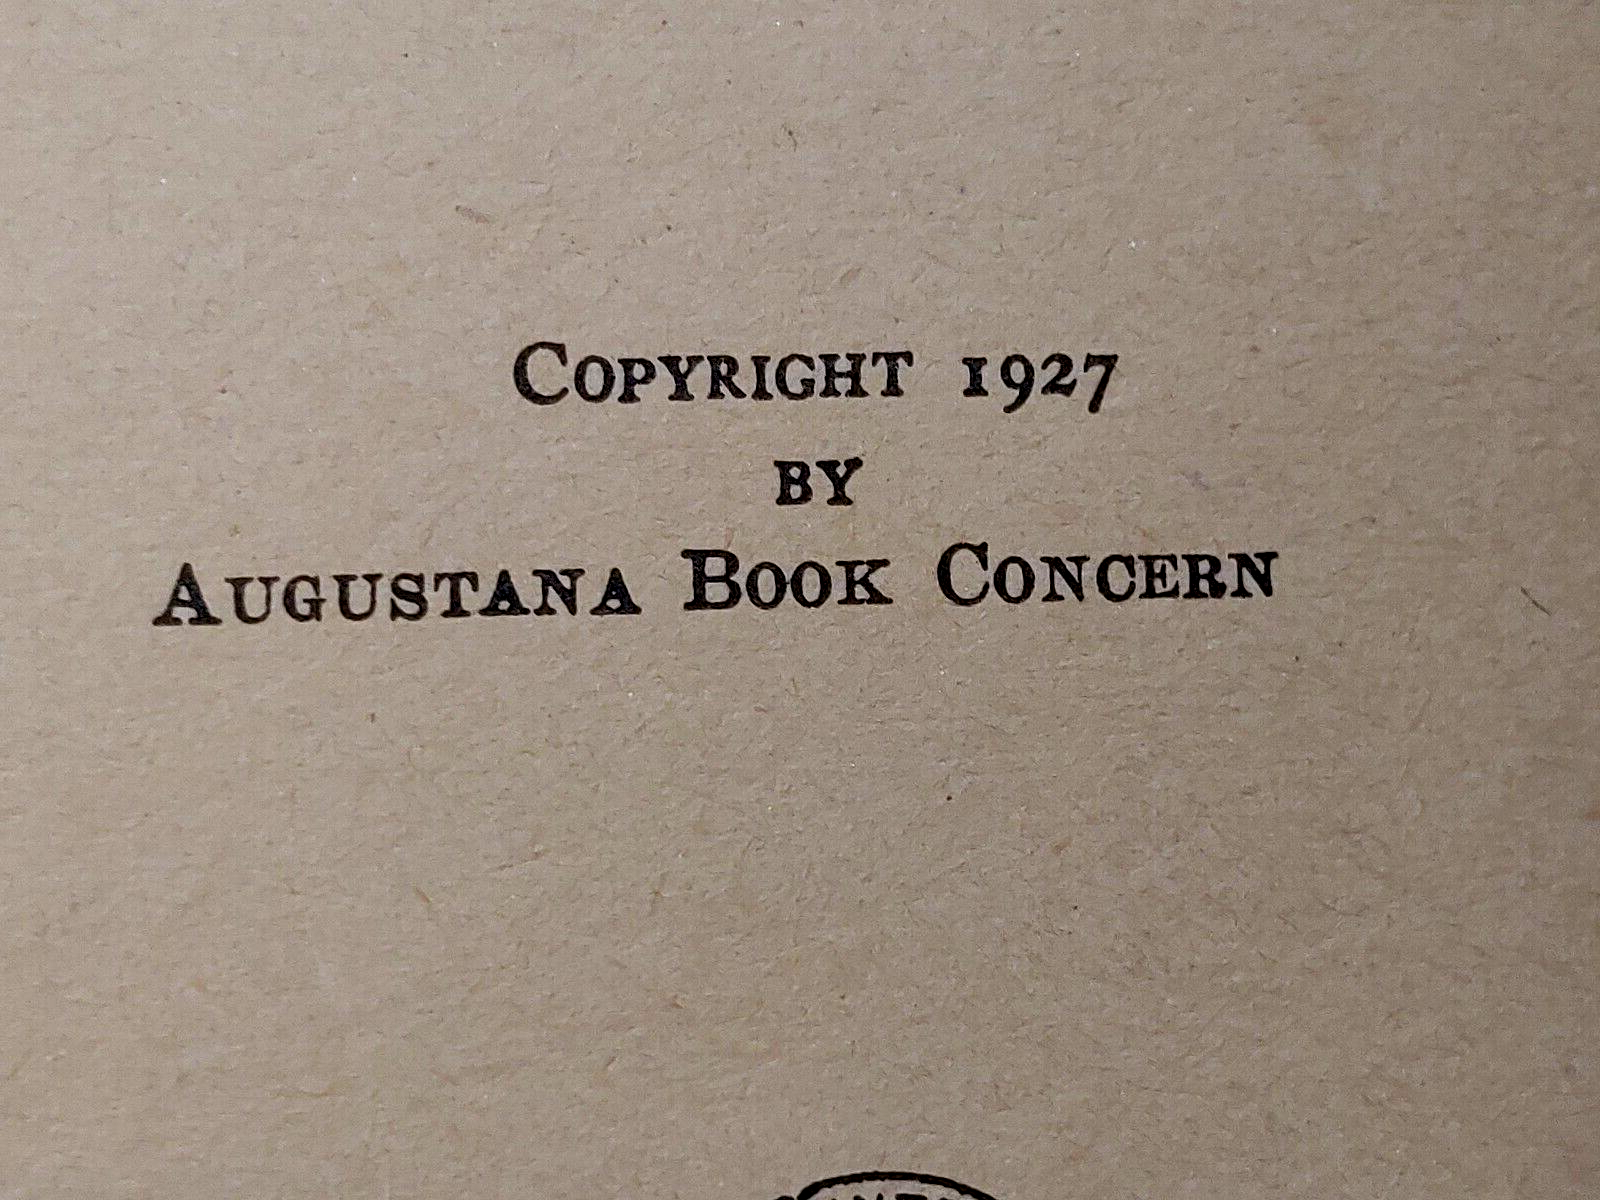 Copyright 1927
by
Augustana Book Concern